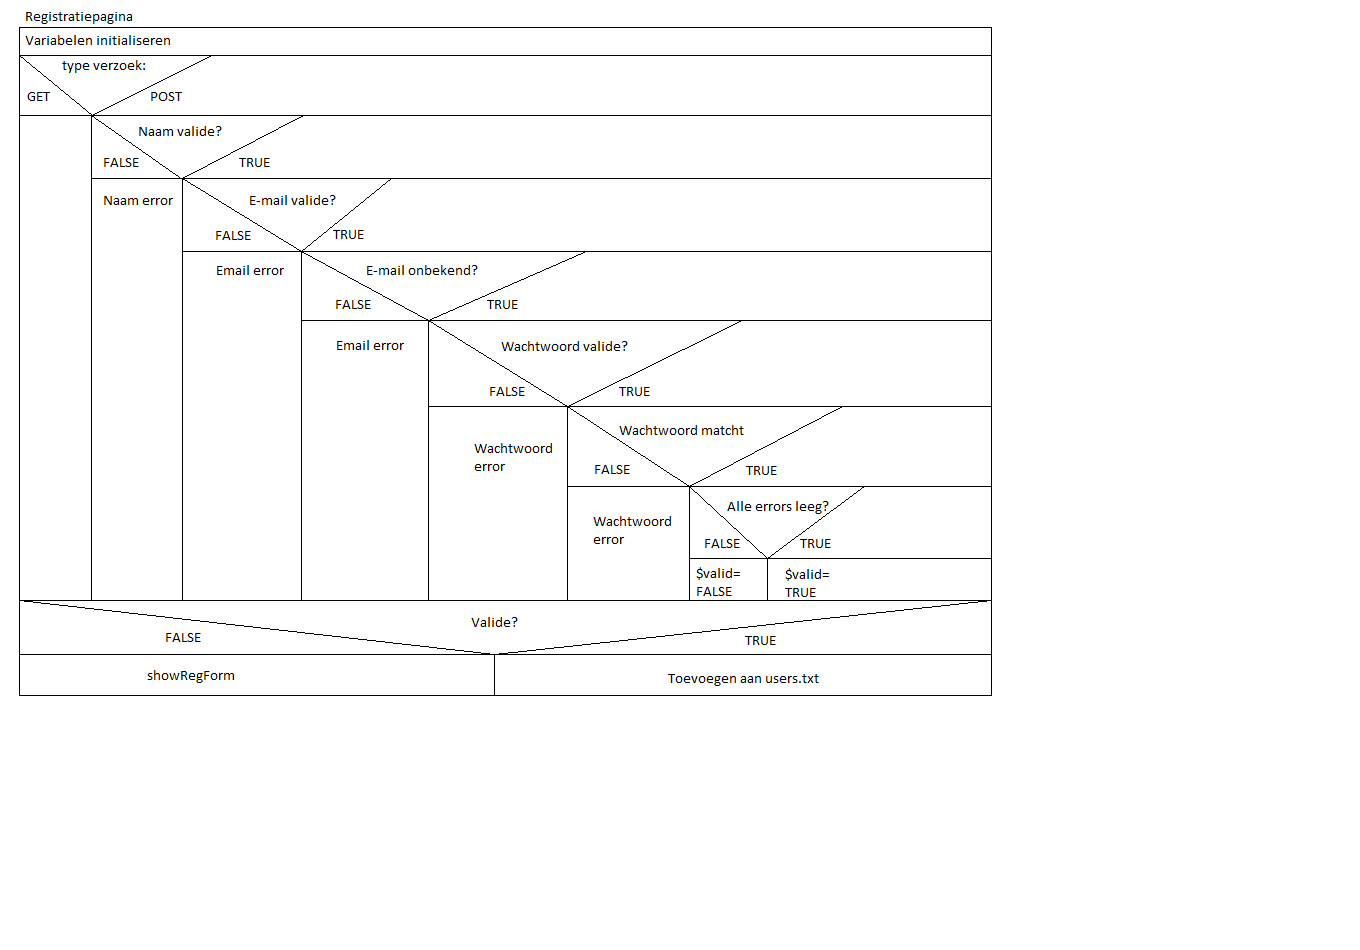 Registratiepagina
Variabelen initialiseren
type verzoek:
GET
POST
Naam valide?
FALSE
TRUE
Naam error
E-mail valide?
FALSE
TRUE
Email error
E-mail onbekend?
FALSE
TRUE
Email error
Wachtwoord valide?
FALSE
TRUE
Wachtwoord
error
Wachtwoord matcht
FALSE
TRUE
Wachtwoord
error
Alle errors leeg?
FALSE
TRUE
$valid=
FALSE
$valid=
TRUE
Valide?
FALSE
TRUE
showRegForm
Toevoegen aan users.txt